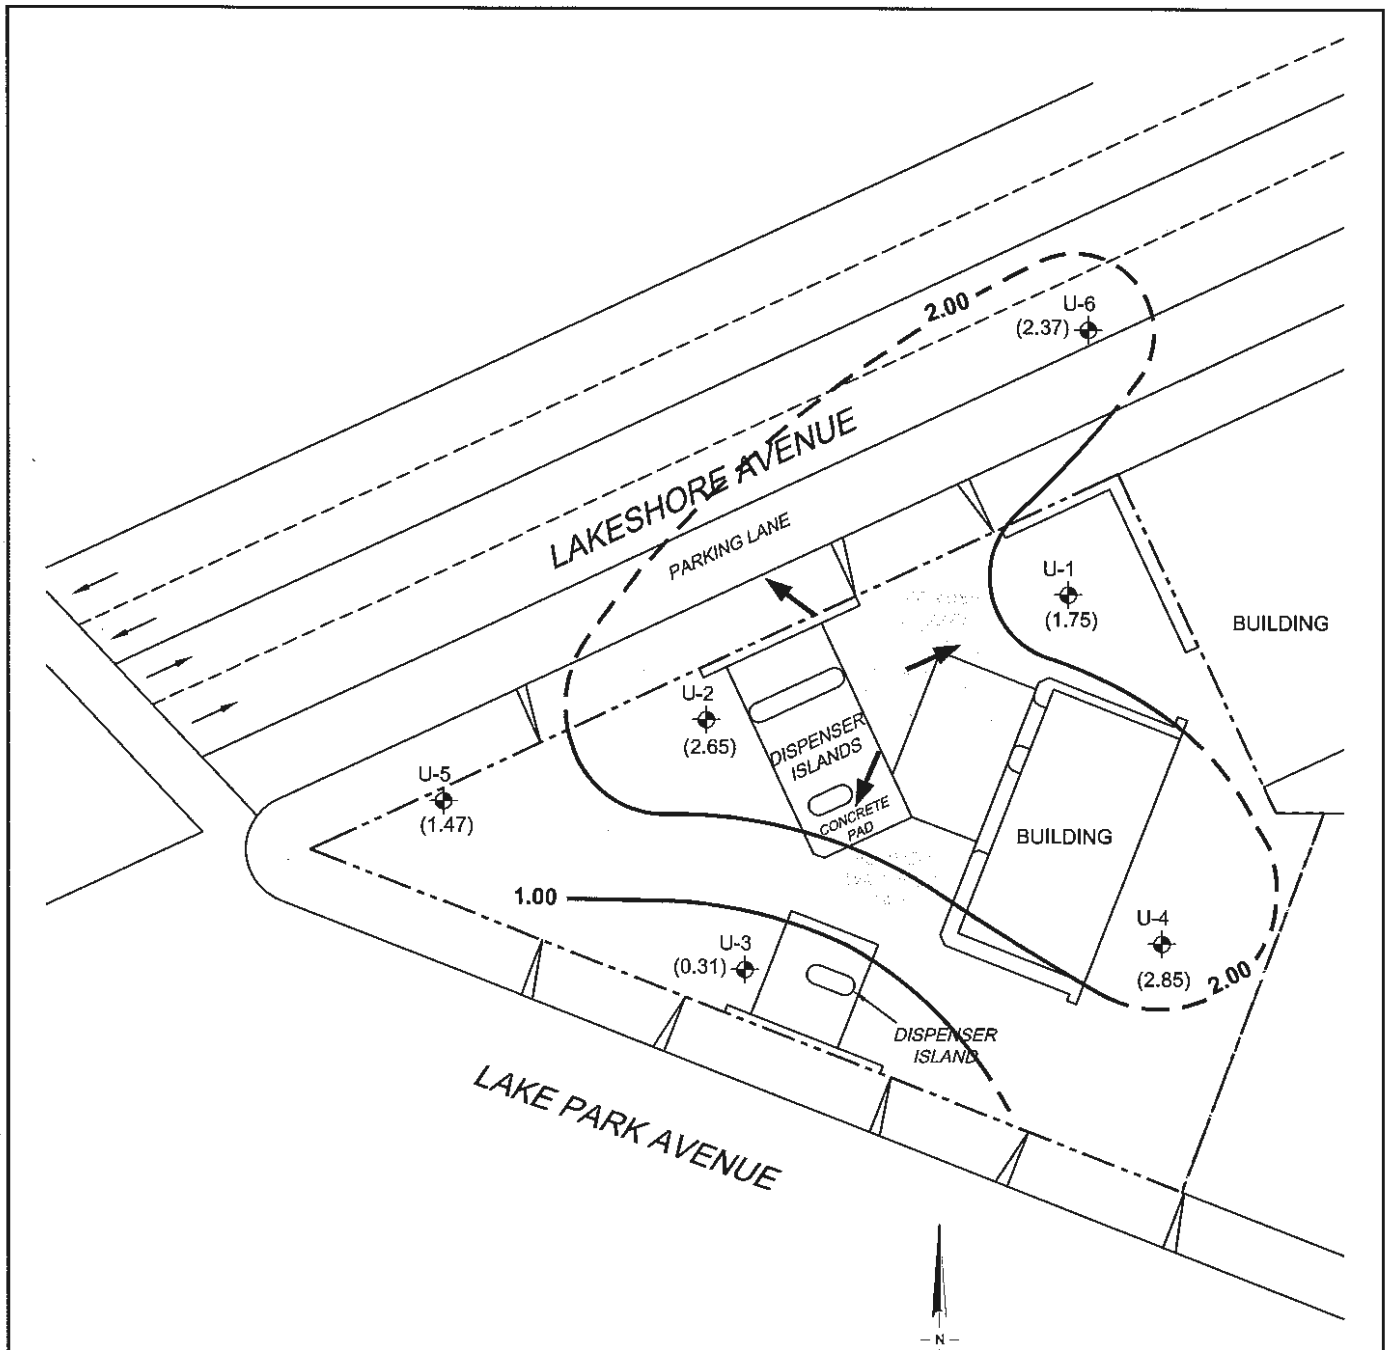 2.00
U-6
(2.37)
LAKESHORE AVENUE
PARKING LANE
U-1
(1.75)
BUILDING
U-2
(2.65)
DISPENSER
ISLANDS
U-5
(1.47)
CONCRETE
PAD
BUILDING
1.00
U-4
(2.85)
2.00
U-3
(0.31)
DISPENSER
ISLAND
LAKE PARK AVENUE
- N -